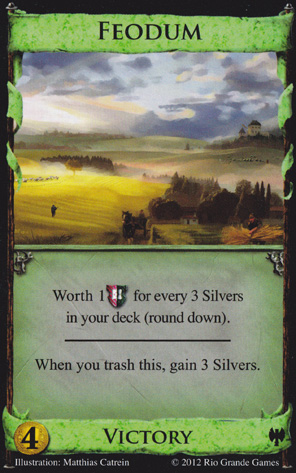 FEODUM
Worth 1 for every 3 Silvers
in your deck (round down).
When you trash this, gain 3 Silvers.
4
VICTORY
Illustration: Matthias Catrein © 2012 Rio Grande Games